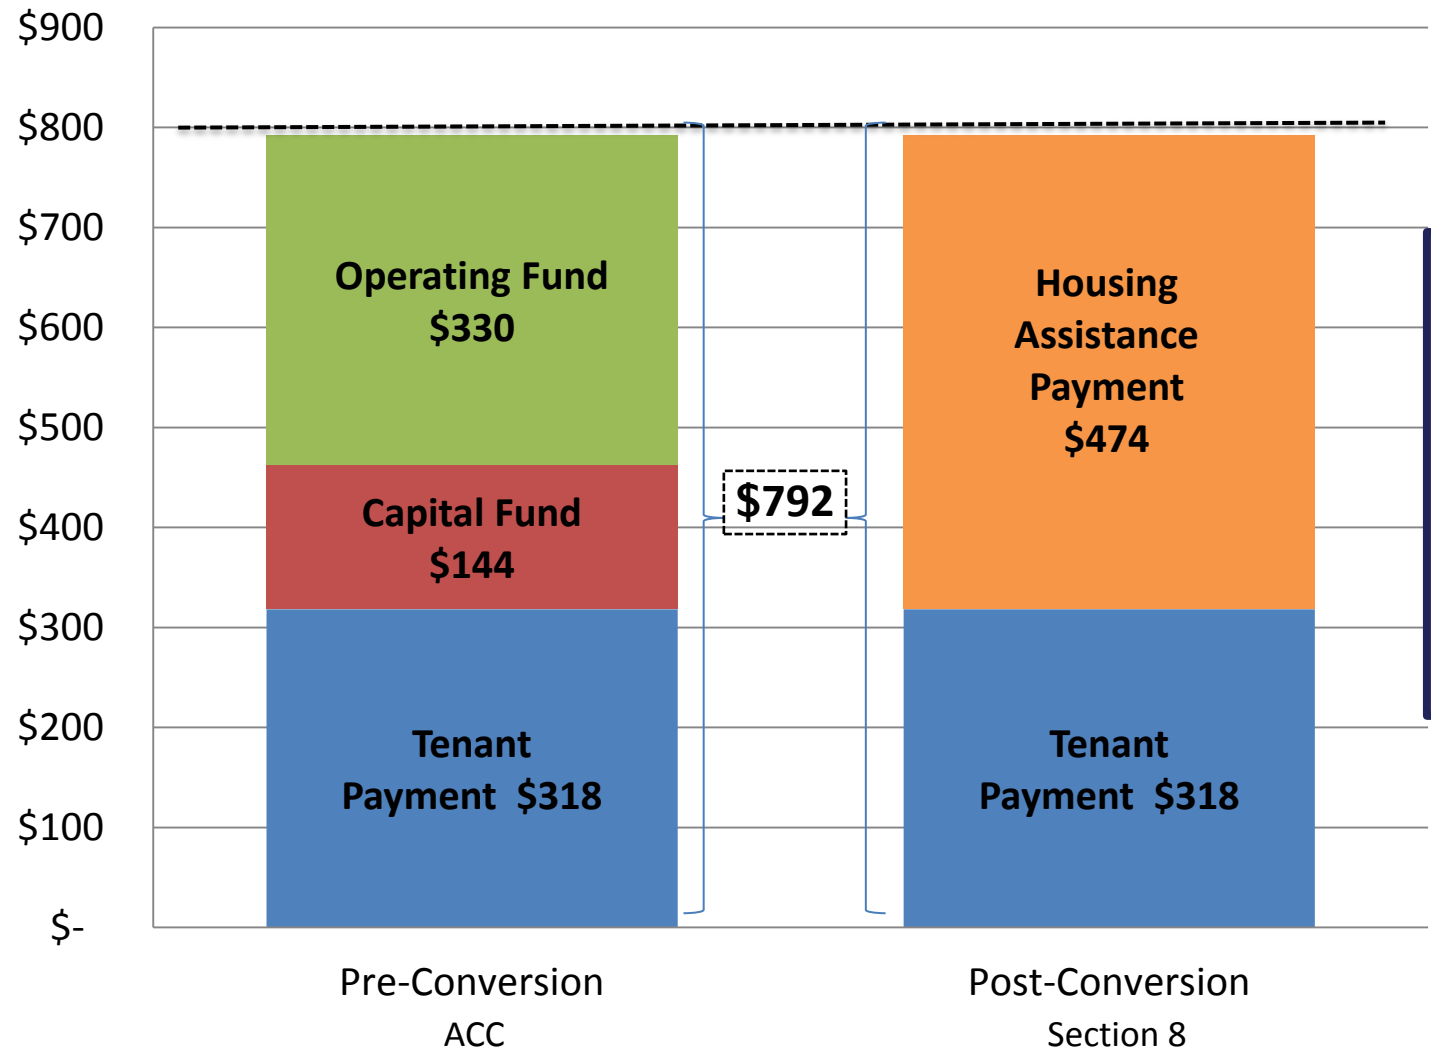 $900
$800
$700
$600
$500
$400
$300
$200
$100
$-
Operating Fund
$330
Capital Fund
$144
Tenant
Payment $318
$792
Housing
Assistance
Payment
$474
Tenant
Payment $318
Pre-Conversion
ACC
Post-Conversion
Section 8